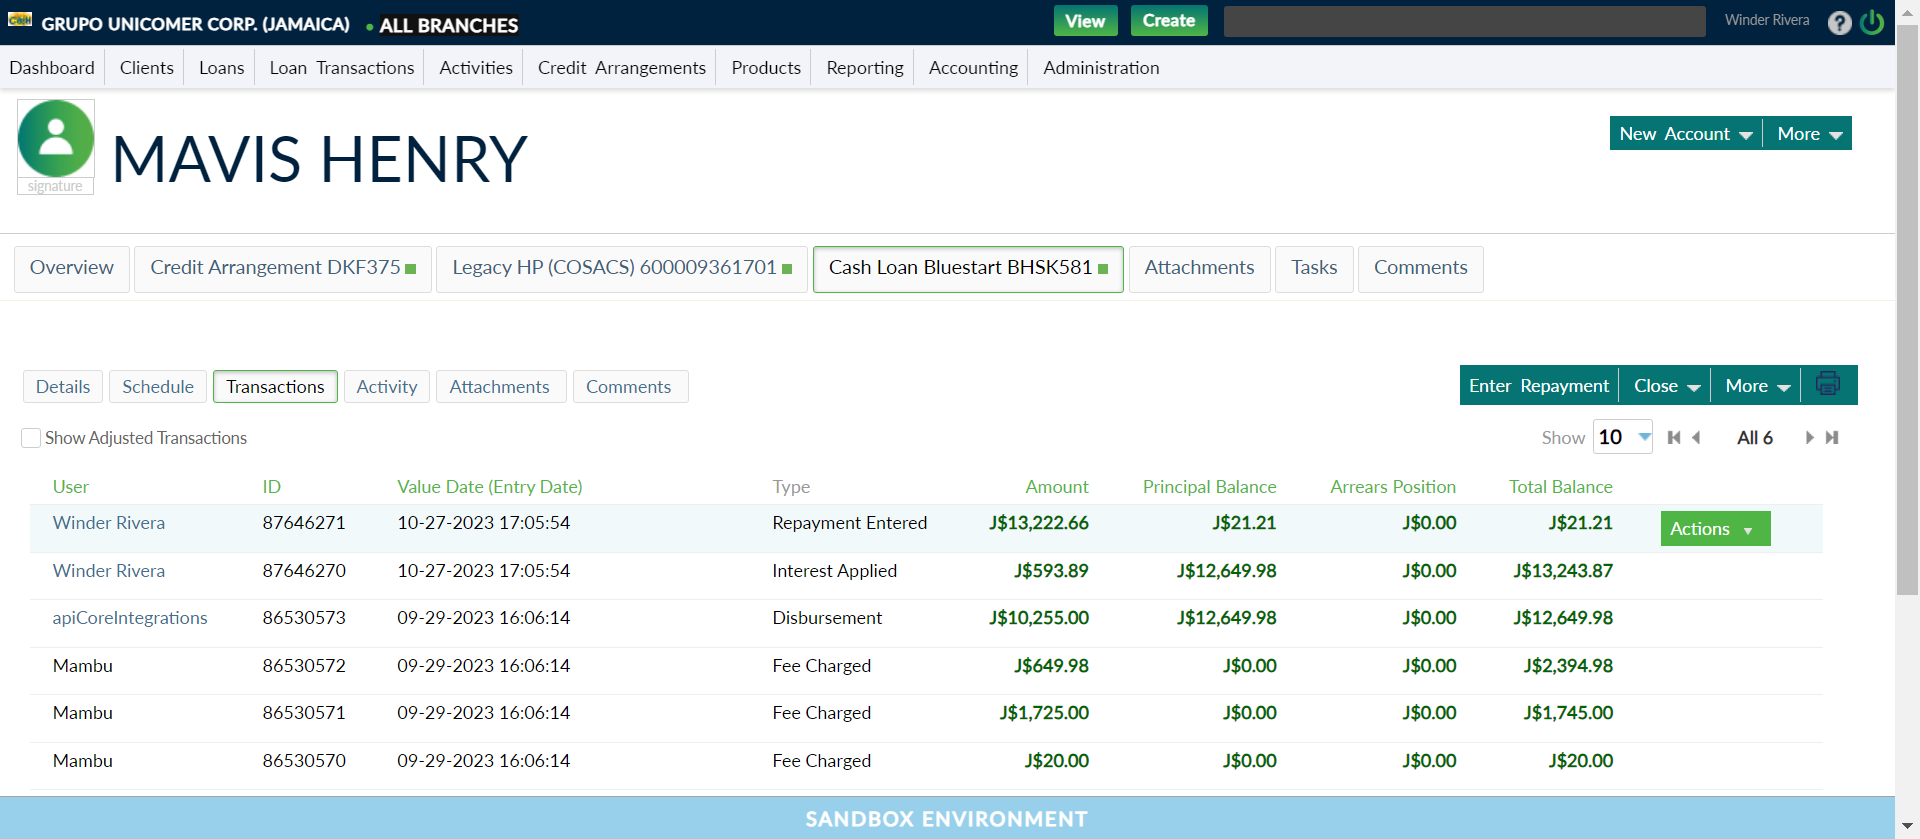 Cash GRUPO UNICOMER CORP. (JAMAICA) • ALL BRANCHES View Create Winder Rivera ?
Dashboard Clients Loans Loan Transactions Activities Credit Arrangements Products Reporting Accounting Administration
signature
MAVIS HENRY
New Account More
Overview Credit Arrangement DKF375 Legacy HP (COSACS) 600009361701 Cash Loan Bluestart BHSK581 Attachments Tasks Comments
Details Schedule Transactions Activity Attachments Comments Enter Repayment Close More
Show Adjusted Transactions Show 10 All 6
User ID Value Date (Entry Date) Type Amount Principal Balance Arrears Position Total Balance
Winder Rivera 87646271 10-27-2023 17:05:54 Repayment Entered J$13,222.66 J$21.21 J$0.00 J$21.21 Actions
Winder Rivera 87646270 10-27-2023 17:05:54 Interest Applied J$593.89 J$12,649.98 J$0.00 J$13,243.87
apiCoreIntegrations 86530573 09-29-2023 16:06:14 Disbursement J$10,255.00 J$12,649.98 J$0.00 J$12,649.98
Mambu 86530572 09-29-2023 16:06:14 Fee Charged J$649.98 J$0.00 J$0.00 J$2,394.98
Mambu 86530571 09-29-2023 16:06:14 Fee Charged J$1,725.00 J$0.00 J$0.00 J$1,745.00
Mambu 86530570 09-29-2023 16:06:14 Fee Charged J$20.00 J$0.00 J$0.00 J$20.00
SANDBOX ENVIRONMENT